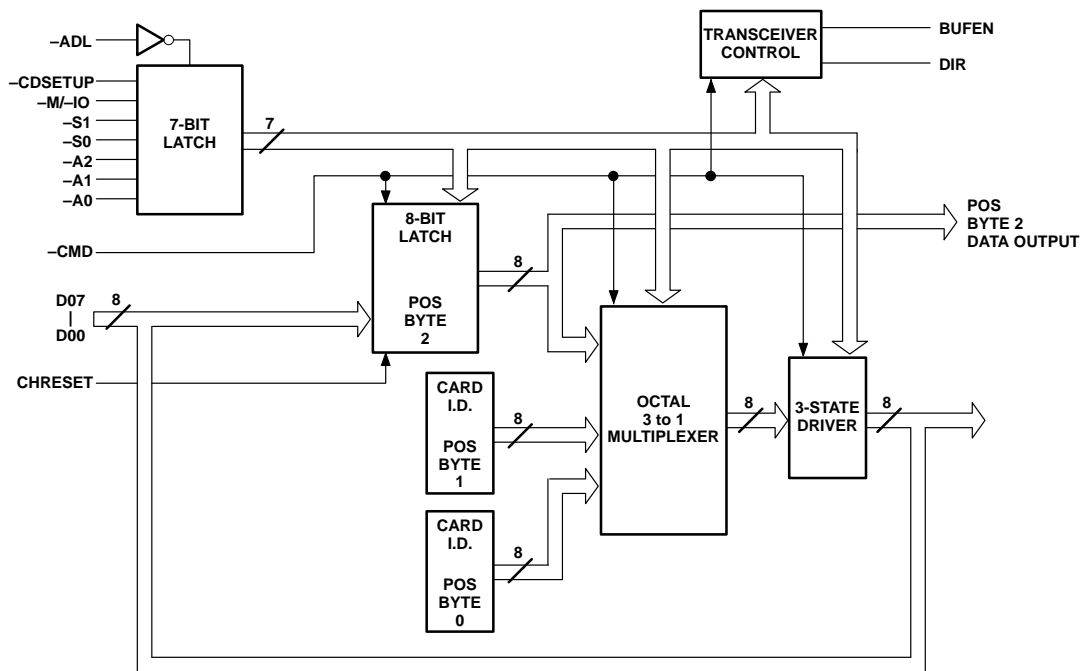 –ADL
–CDSETUP
–M/–IO
–S1
–S0
–A2
–A1
–A0
7-BIT
LATCH
7
TRANSCEIVER
CONTROL
BUFEN
DIR
–CMD
8-BIT
LATCH
POS
BYTE
2
8
POS
BYTE 2
DATA OUTPUT
D07
|
D00
8
CHRESET
CARD
I.D.
POS
BYTE
1
8
OCTAL
3 to 1
MULTIPLEXER
8
3-STATE
DRIVER
8
CARD
I.D.
POS
BYTE
0
8